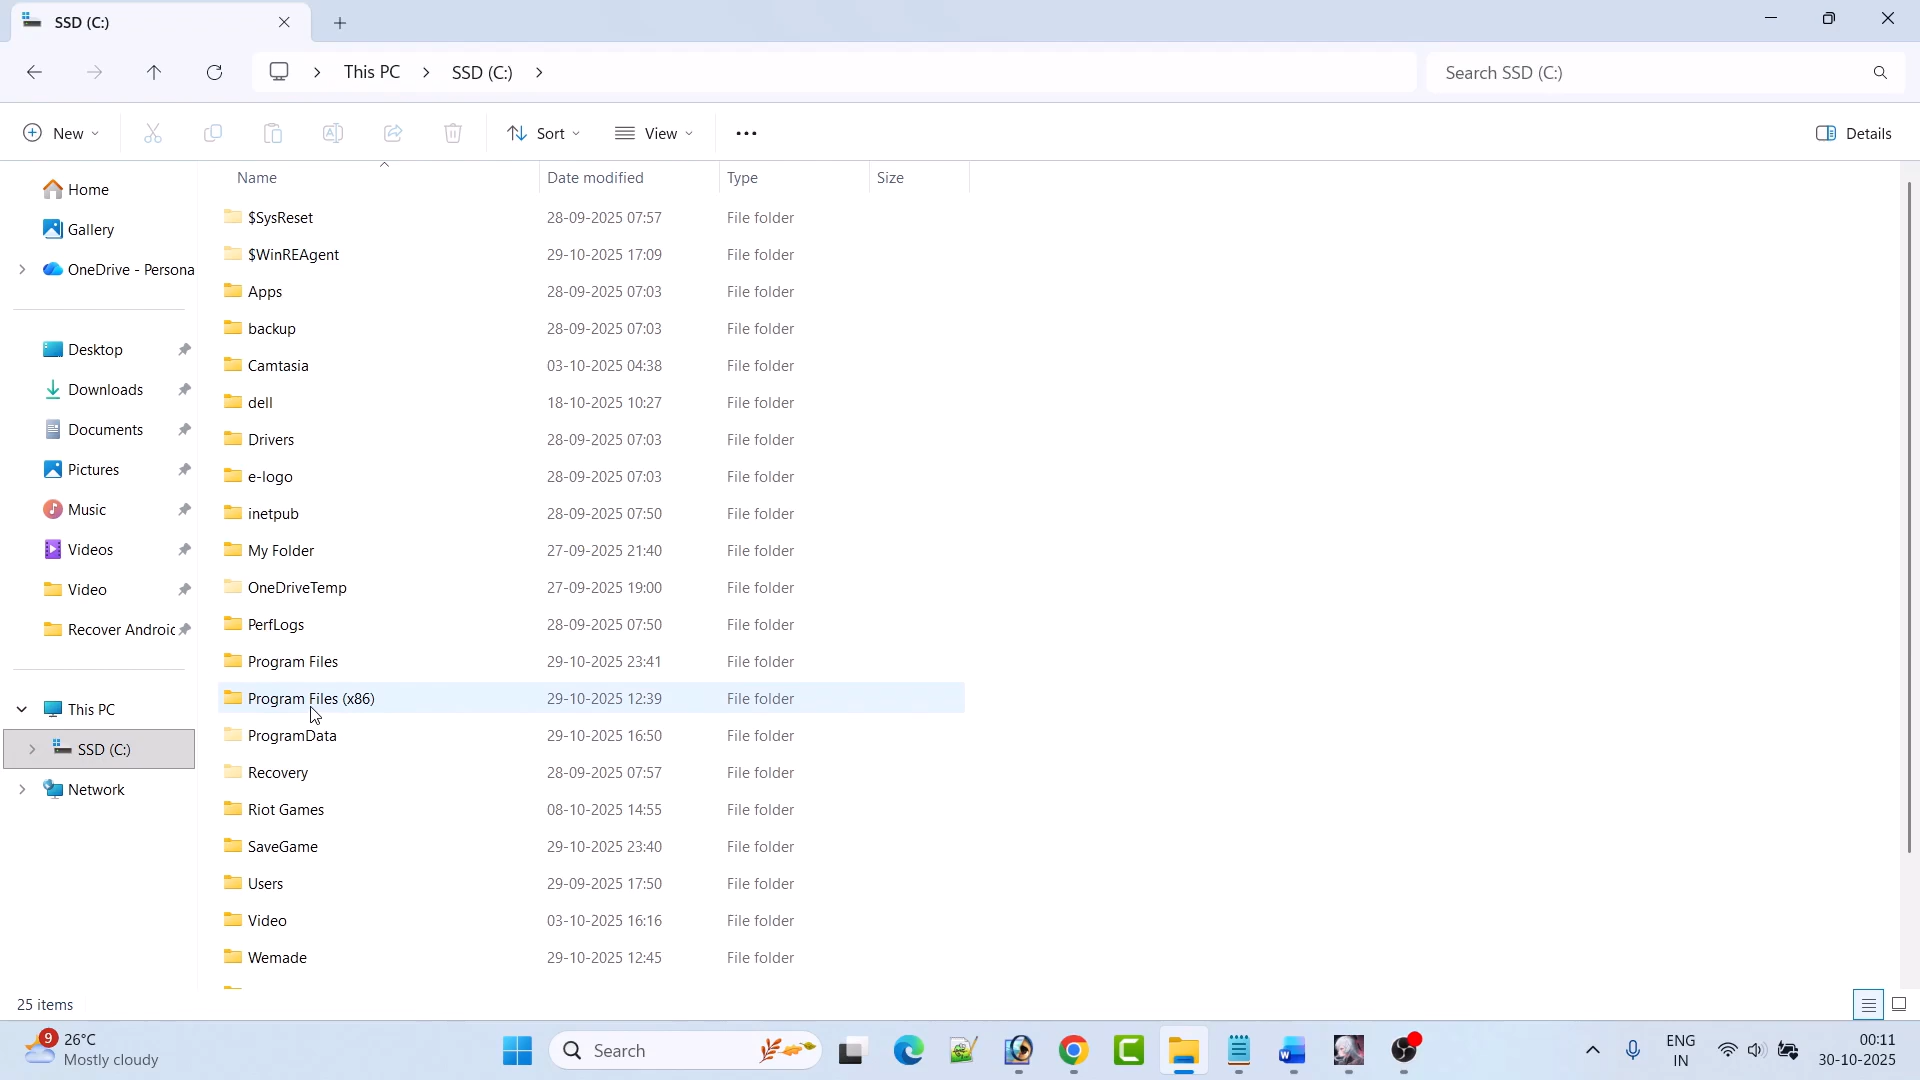 SSD (C:)
This PC
SSD (C:)
Search SSD (C:)
New
Sort
View
Details
Home
Gallery
OneDrive - Persona
Desktop
Downloads
Documents
Pictures
Music
Videos
Video
Recover Androic
This PC
SSD (C:)
Network
Name Date modified Type Size
$SysReset 28-09-2025 07:57 File folder
$WinREAgent 29-10-2025 17:09 File folder
Apps 28-09-2025 07:03 File folder
backup 28-09-2025 07:03 File folder
Camtasia 03-10-2025 04:38 File folder
dell 18-10-2025 10:27 File folder
Drivers 28-09-2025 07:03 File folder
e-logo 28-09-2025 07:03 File folder
inetpub 28-09-2025 07:50 File folder
My Folder 27-09-2025 21:40 File folder
OneDriveTemp 27-09-2025 19:00 File folder
PerfLogs 28-09-2025 07:50 File folder
Program Files 29-10-2025 23:41 File folder
Program Files (x86) 29-10-2025 12:39 File folder
ProgramData 29-10-2025 16:50 File folder
Recovery 28-09-2025 07:57 File folder
Riot Games 08-10-2025 14:55 File folder
SaveGame 29-10-2025 23:40 File folder
Users 29-09-2025 17:50 File folder
Video 03-10-2025 16:16 File folder
Wemade 29-10-2025 12:45 File folder
25 items
9
26°C
Mostly cloudy
Search
ENG
IN
00:11
30-10-2025